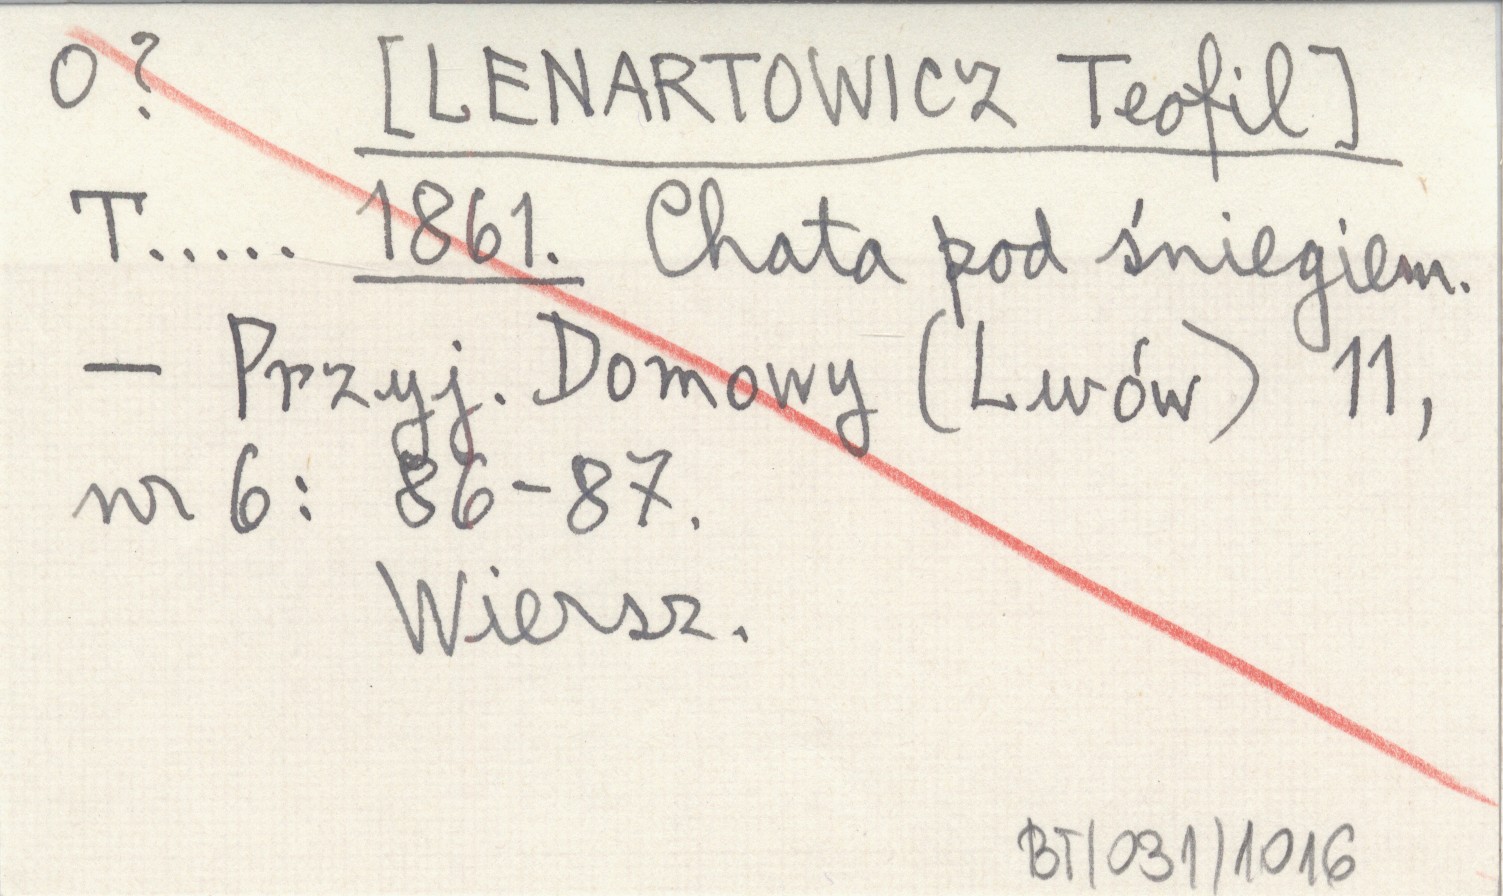 O? [LENARTOWICZ Teofil]
T..... 1861. Chata pod śniegiem.
— Przyj. Domowy (Lwów) 11,
nr 6: 86-87.
Wiersz.
BT/031/1016